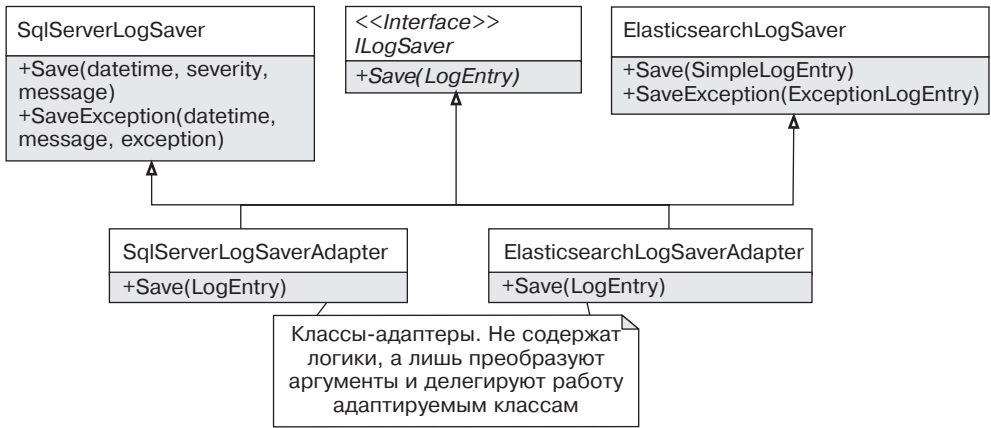 SqlServerLogSaver
+Save(datetime, severity,
message)
+SaveException(datetime,
message, exception)
<<Interface>>
ILogSaver
+Save(LogEntry)
ElasticsearchLogSaver
+Save(SimpleLogEntry)
+SaveException(ExceptionLogEntry)
SqlServerLogSaverAdapter
+Save(LogEntry)
ElasticsearchLogSaverAdapter
+Save(LogEntry)
Классы-адаптеры. Не содержат
логики, а лишь преобразуют
аргументы и делегируют работу
адаптируемым классам